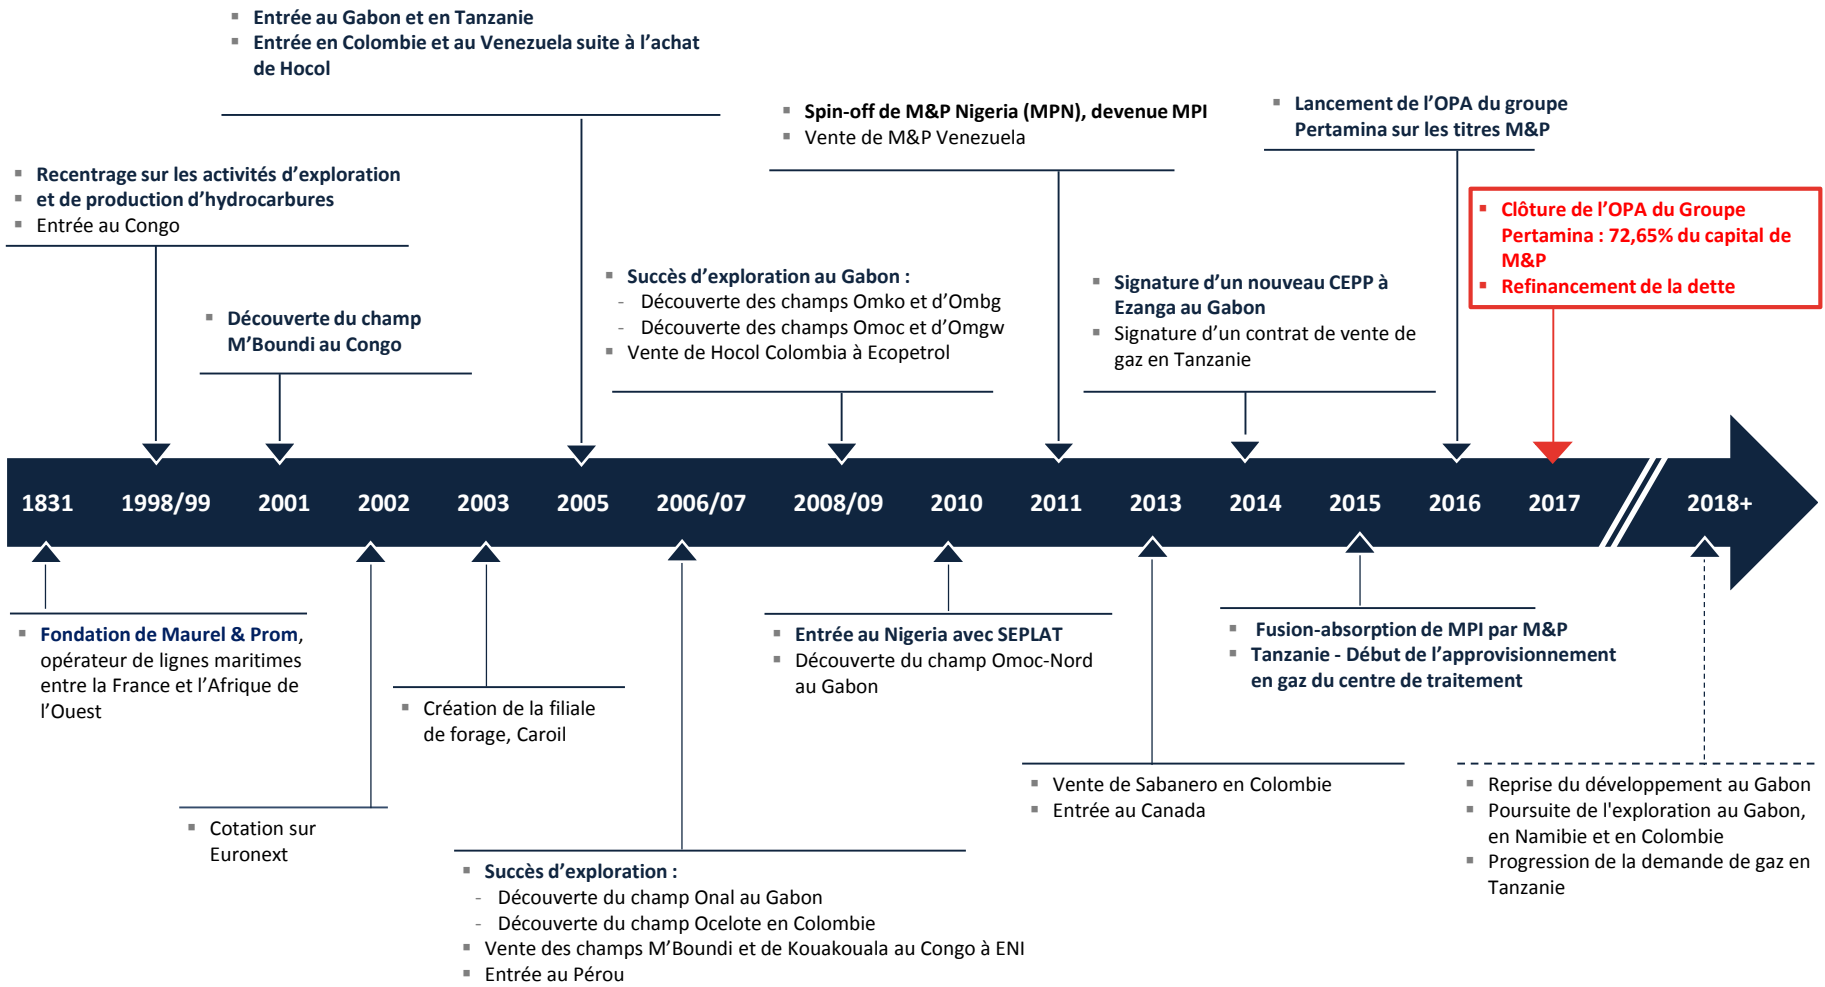 ▪ Entrée au Gabon et en Tanzanie
▪ Entrée en Colombie et au Venezuela suite à l’achat
de Hocol
▪ Spin-off de M&P Nigeria (MPN), devenue MPI
▪ Vente de M&P Venezuela
▪ Lancement de l’OPA du groupe
Pertamina sur les titres M&P
▪ Recentrage sur les activités d’exploration
▪ et de production d’hydrocarbures
▪ Entrée au Congo
▪ Clôture de l’OPA du Groupe
Pertamina : 72,65% du capital de
M&P
▪ Refinancement de la dette
▪ Découverte du champ
M’Boundi au Congo
▪ Succès d’exploration au Gabon :
- Découverte des champs Omko et d’Ombg
- Découverte des champs Omoc et d’Omgw
▪ Vente de Hocol Colombia à Ecopetrol
▪ Signature d’un nouveau CEPP à
Ezanga au Gabon
▪ Signature d’un contrat de vente de
gaz en Tanzanie
1831 1998/99 2001 2002 2003 2005 2006/07 2008/09 2010 2011 2013 2014 2015 2016 2017 2018+
▪ Fondation de Maurel & Prom,
opérateur de lignes maritimes
entre la France et l’Afrique de
l’Ouest
▪ Cotation sur
Euronext
▪ Création de la filiale
de forage, Caroil
▪ Succès d’exploration :
- Découverte du champ Onal au Gabon
- Découverte du champ Ocelote en Colombie
▪ Vente des champs M’Boundi et de Kouakouala au Congo à ENI
▪ Entrée au Pérou
▪ Entrée au Nigeria avec SEPLAT
▪ Découverte du champ Omoc-Nord
au Gabon
▪ Vente de Sabanero en Colombie
▪ Entrée au Canada
▪ Fusion-absorption de MPI par M&P
▪ Tanzanie - Début de l’approvisionnement
en gaz du centre de traitement
▪ Reprise du développement au Gabon
▪ Poursuite de l'exploration au Gabon,
en Namibie et en Colombie
▪ Progression de la demande de gaz en
Tanzanie